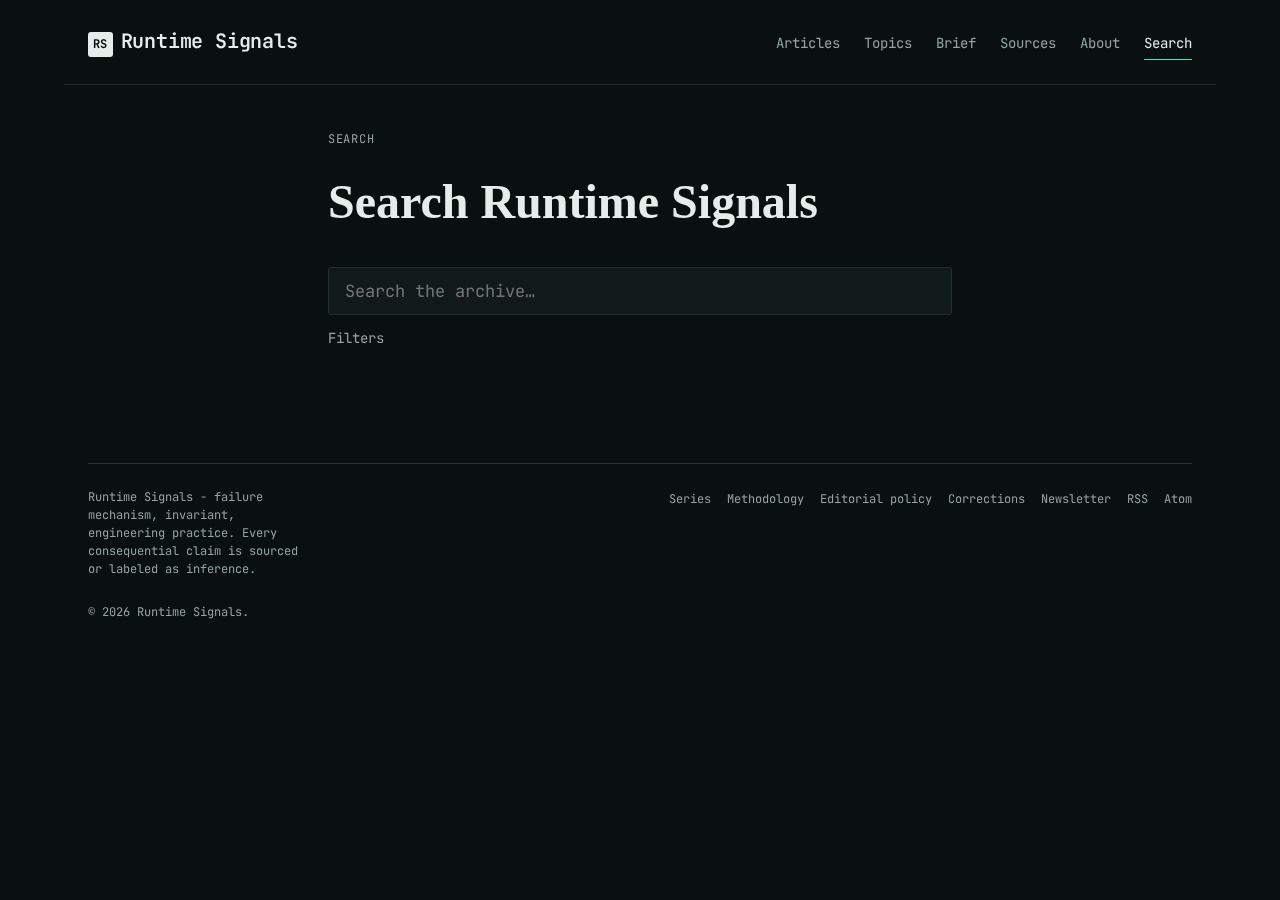 RS Runtime Signals
Articles Topics Brief Sources About Search
SEARCH
Search Runtime Signals
Search the archive…
Filters
Runtime Signals - failure
mechanism, invariant,
engineering practice. Every
consequential claim is sourced
or labeled as inference.
© 2026 Runtime Signals.
Series Methodology Editorial policy Corrections Newsletter RSS Atom